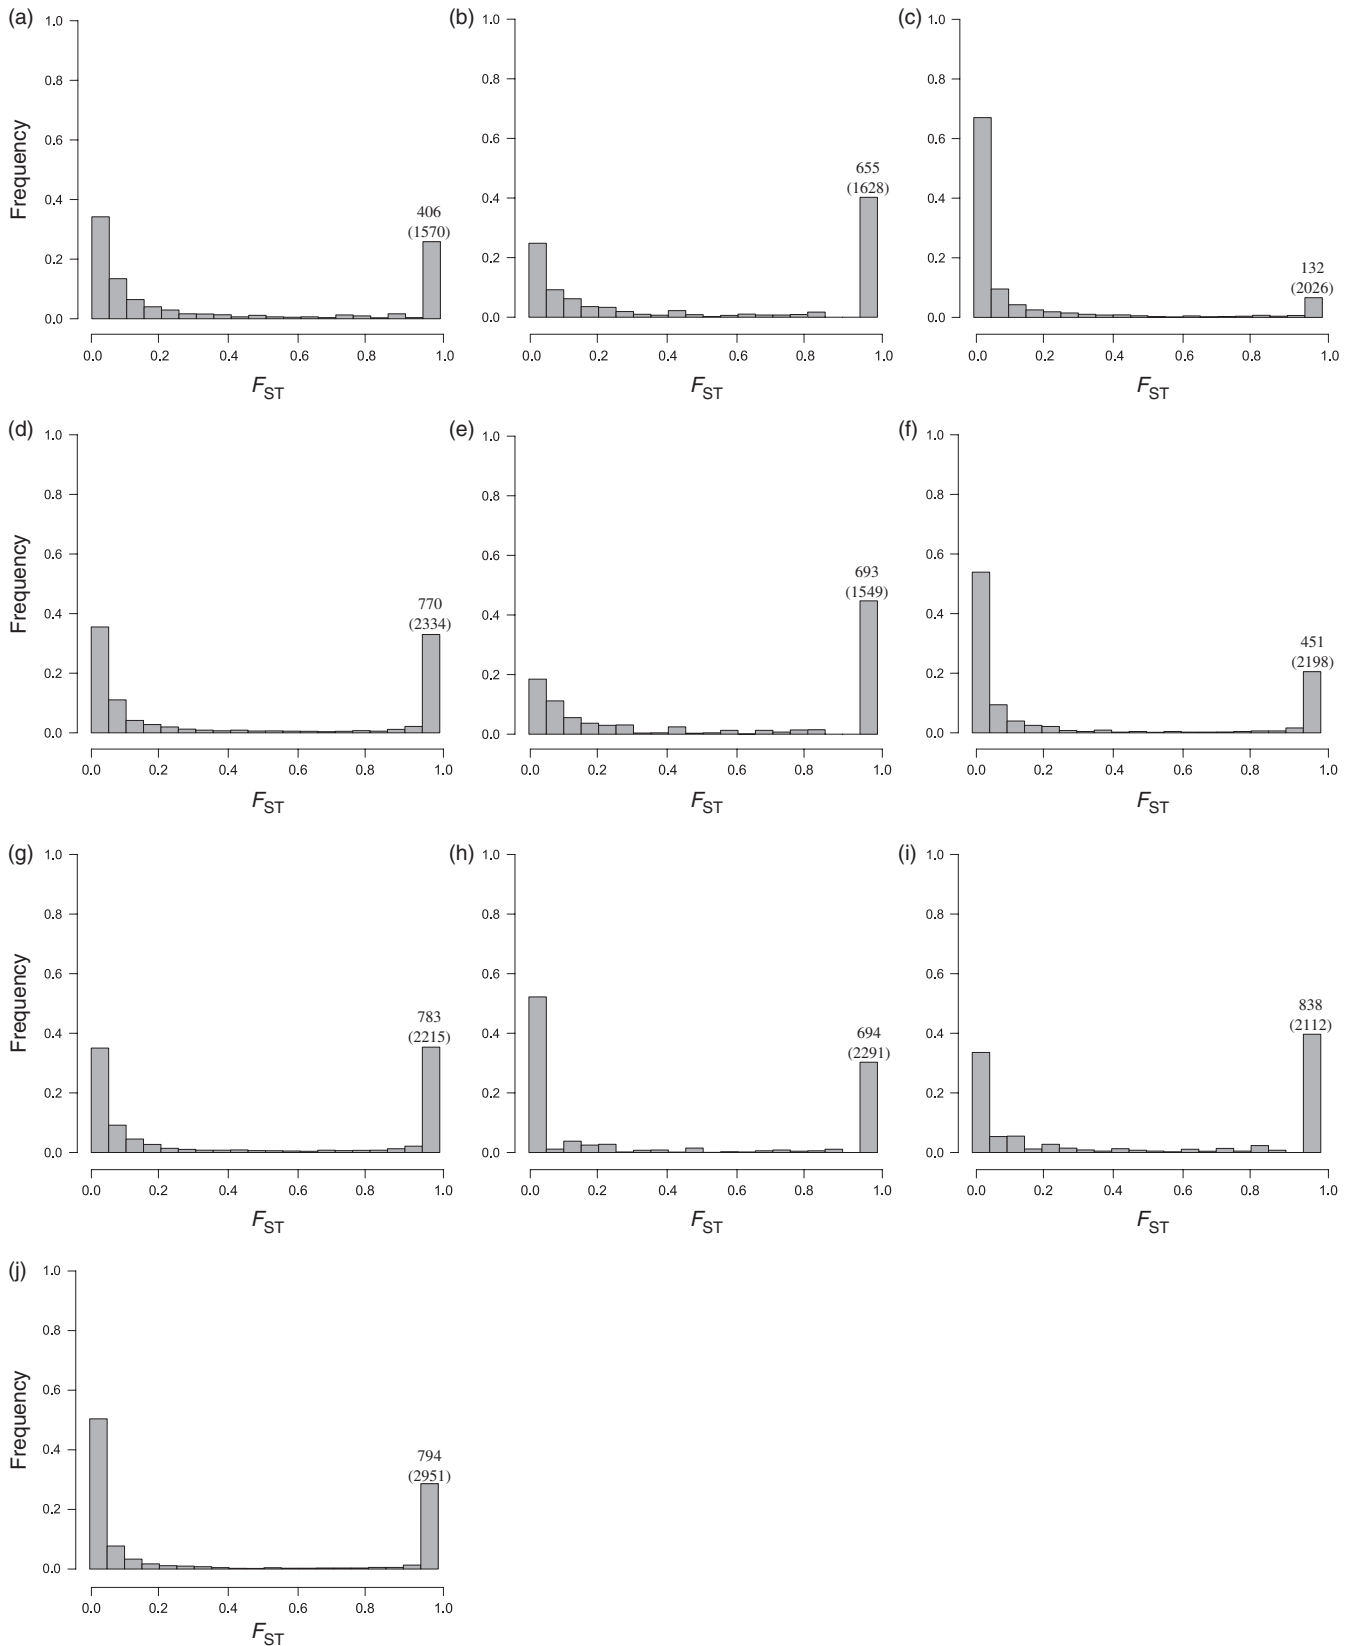 (a)
1.0
0.8
0.6
0.4
0.2
0.0
Frequency
406
(1570)
0.0 0.2 0.4 0.6 0.8 1.0
FST
(b)
1.0
0.8
0.6
0.4
0.2
0.0
655
(1628)
0.0 0.2 0.4 0.6 0.8 1.0
FST
(c)
1.0
0.8
0.6
0.4
0.2
0.0
132
(2026)
0.0 0.2 0.4 0.6 0.8 1.0
FST
(d)
1.0
0.8
0.6
0.4
0.2
0.0
Frequency
770
(2334)
0.0 0.2 0.4 0.6 0.8 1.0
FST
(e)
1.0
0.8
0.6
0.4
0.2
0.0
693
(1549)
0.0 0.2 0.4 0.6 0.8 1.0
FST
(f)
1.0
0.8
0.6
0.4
0.2
0.0
451
(2198)
0.0 0.2 0.4 0.6 0.8 1.0
FST
(g)
1.0
0.8
0.6
0.4
0.2
0.0
Frequency
783
(2215)
0.0 0.2 0.4 0.6 0.8 1.0
FST
(h)
1.0
0.8
0.6
0.4
0.2
0.0
694
(2291)
0.0 0.2 0.4 0.6 0.8 1.0
FST
(i)
1.0
0.8
0.6
0.4
0.2
0.0
838
(2112)
0.0 0.2 0.4 0.6 0.8 1.0
FST
(j)
1.0
0.8
0.6
0.4
0.2
0.0
Frequency
794
(2951)
0.0 0.2 0.4 0.6 0.8 1.0
FST